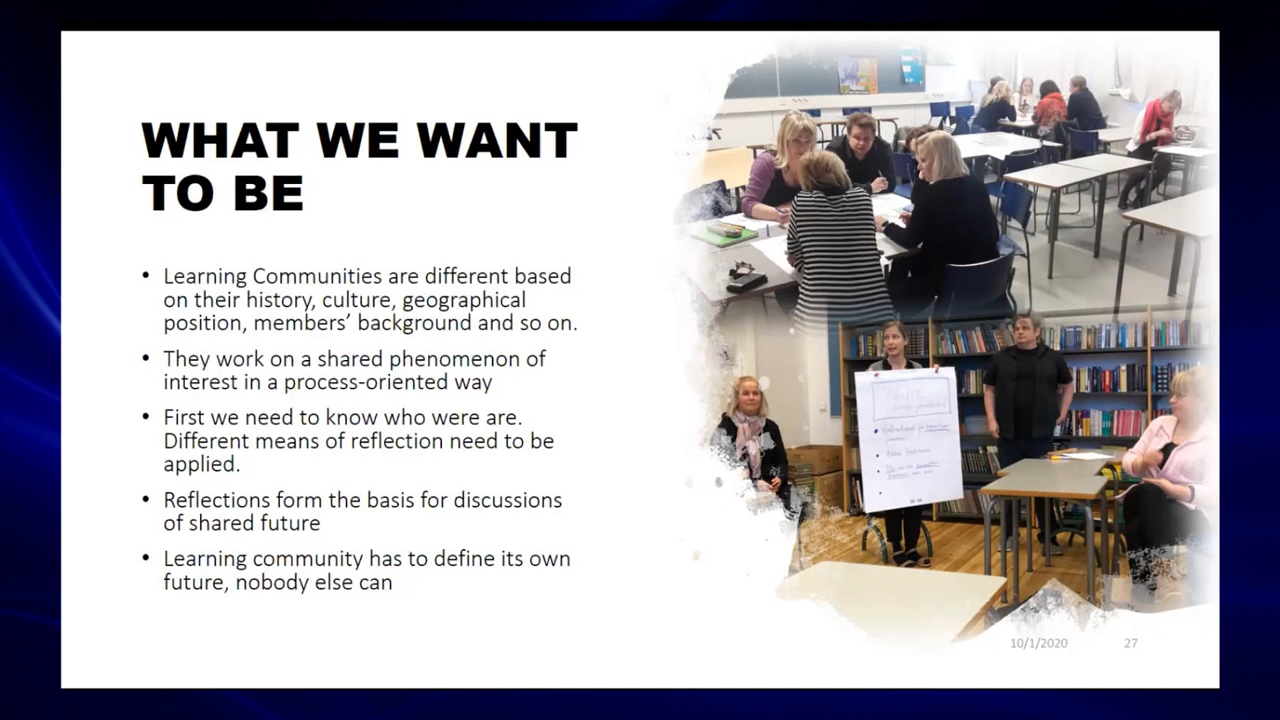 WHAT WE WANT
TO BE
• Learning Communities are different based
on their history, culture, geographical
position, members’ background and so on.
• They work on a shared phenomenon of
interest in a process-oriented way
• First we need to know who were are.
Different means of reflection need to be
applied.
• Reflections form the basis for discussions
of shared future
• Learning community has to define its own
future, nobody else can
10/1/2020
27